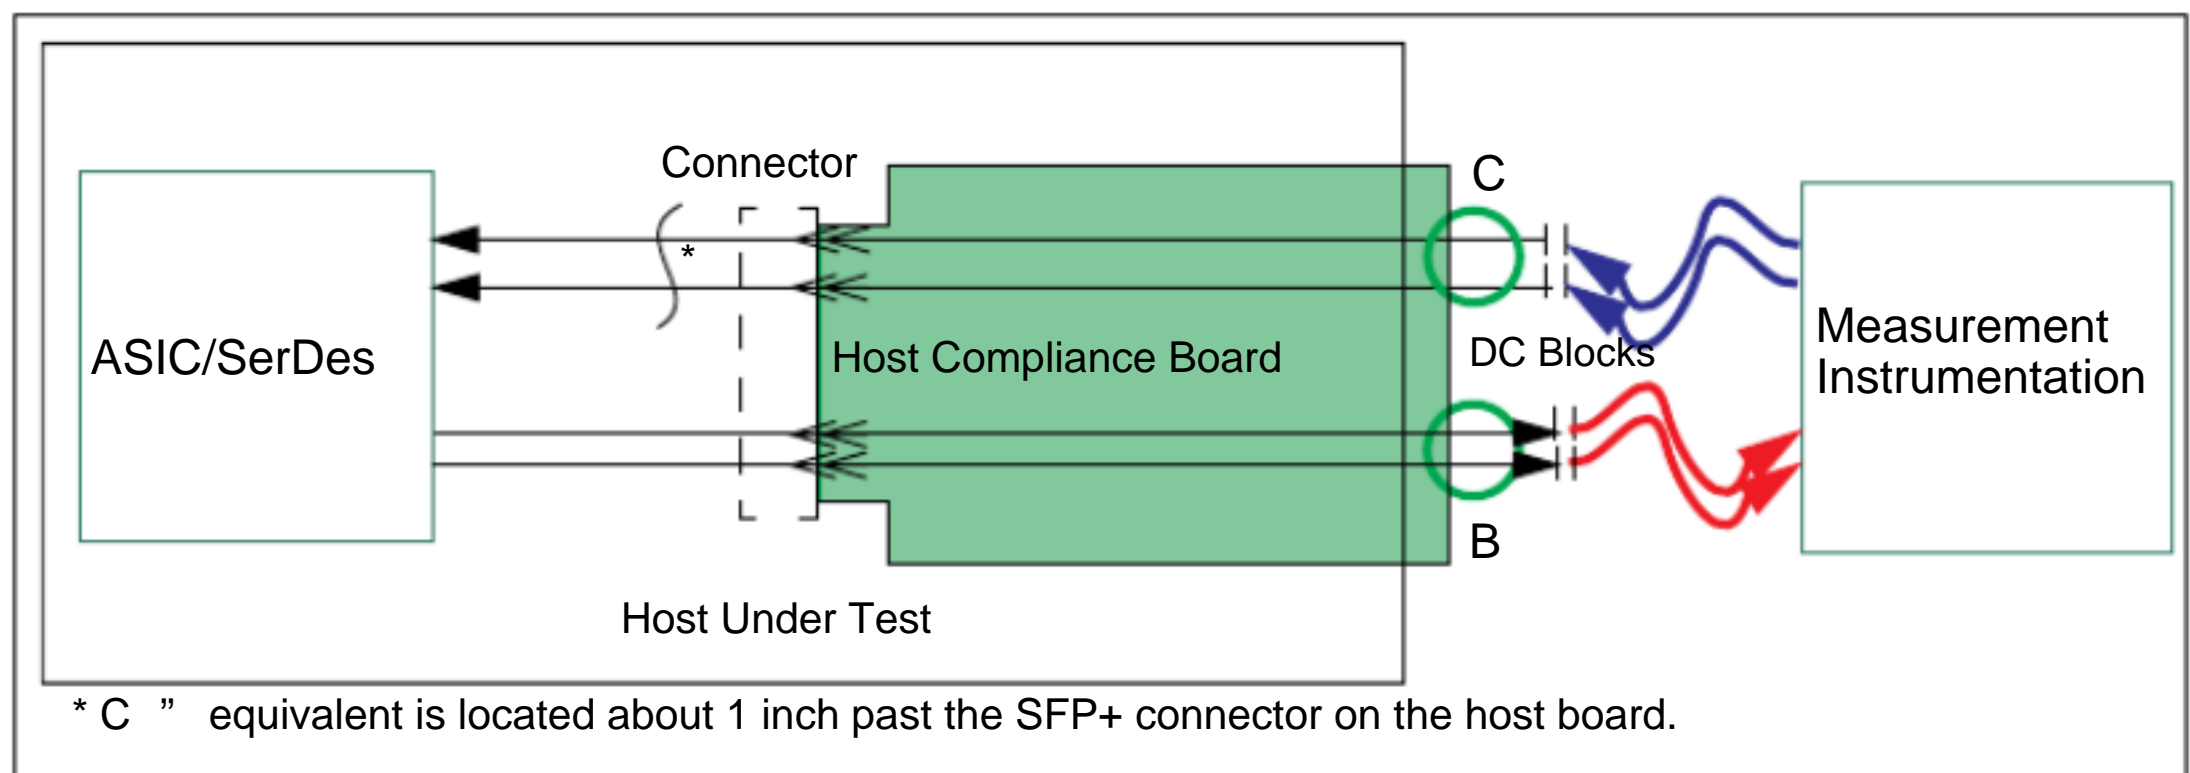 Connector
C
*
ASIC/SerDes
Host Compliance Board
DC Blocks
Measurement
Instrumentation
B
Host Under Test
* C ” equivalent is located about 1 inch past the SFP+ connector on the host board.